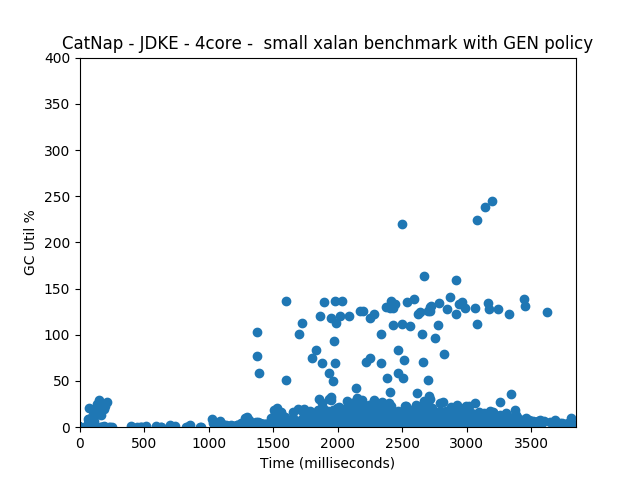 CatNap - JDKE - 4core -  small xalan benchmark with GEN policy
400
350
300
250
200
150
100
50
0
GC Util %
0 500 1000 1500 2000 2500 3000 3500
Time (milliseconds)